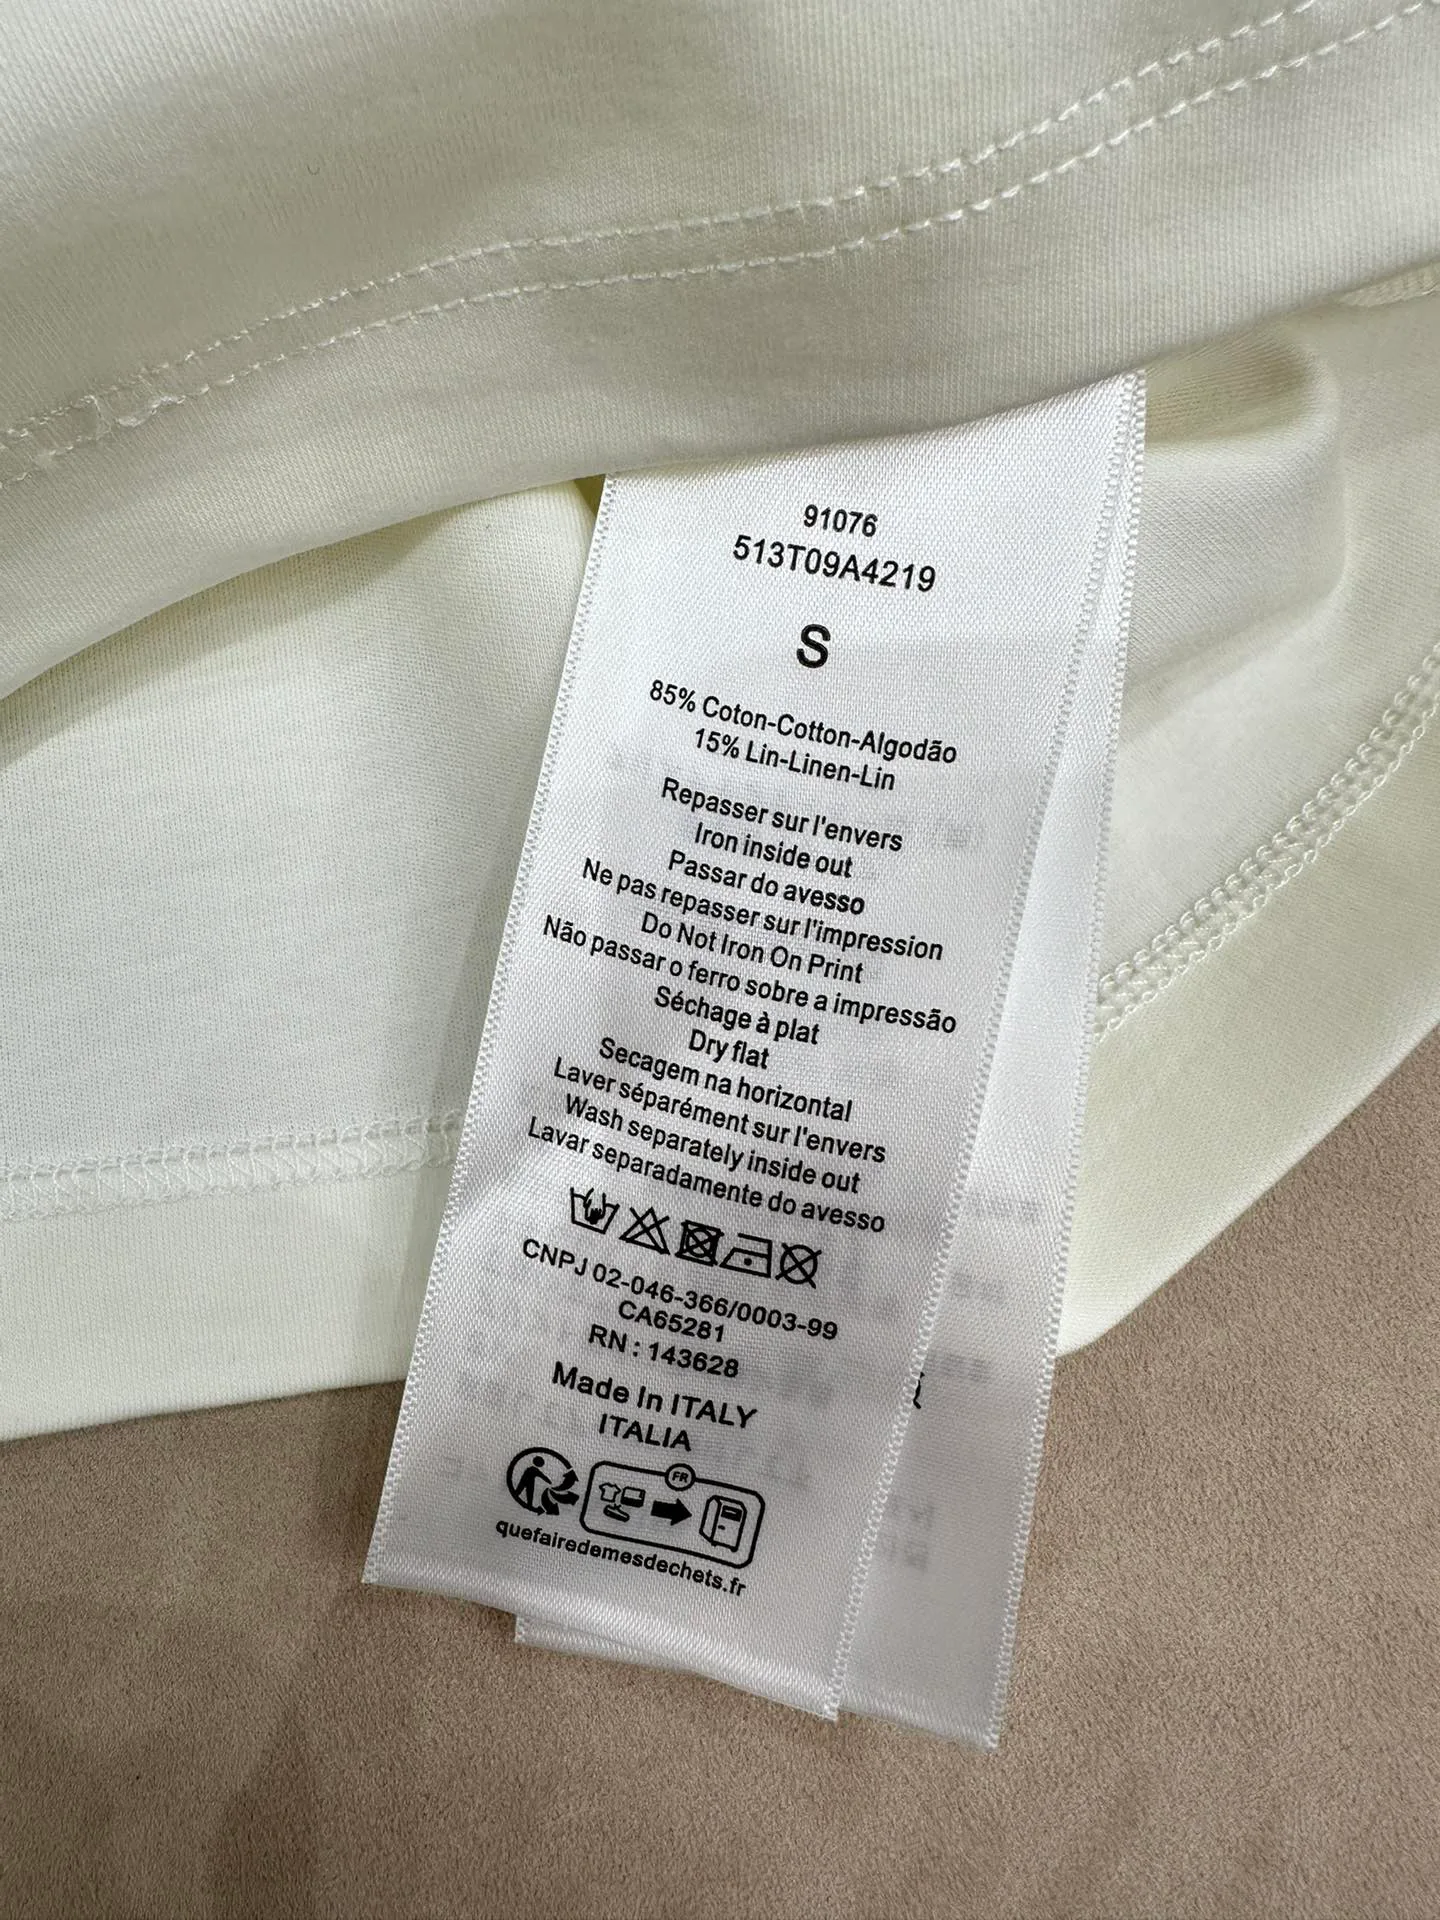 91076
513T09A4219
S
85% Coton-Cotton-Algodão
15% Lin-Linen-Lin
Repasser sur l'envers
Iron inside out
Passar do avesso
Ne pas repasser sur l'impression
Do Not Iron On Print
Não passar o ferro sobre a impressão
Séchage à plat
Dry flat
Secagem na horizontal
Laver séparément sur l'envers
Wash separately inside out
Lavar separadamente do avesso
CNPJ 02-046-366/0003-99
CA65281
RN : 143628
Made In ITALY
ITALIA
FR
quefairedemesdechets.fr